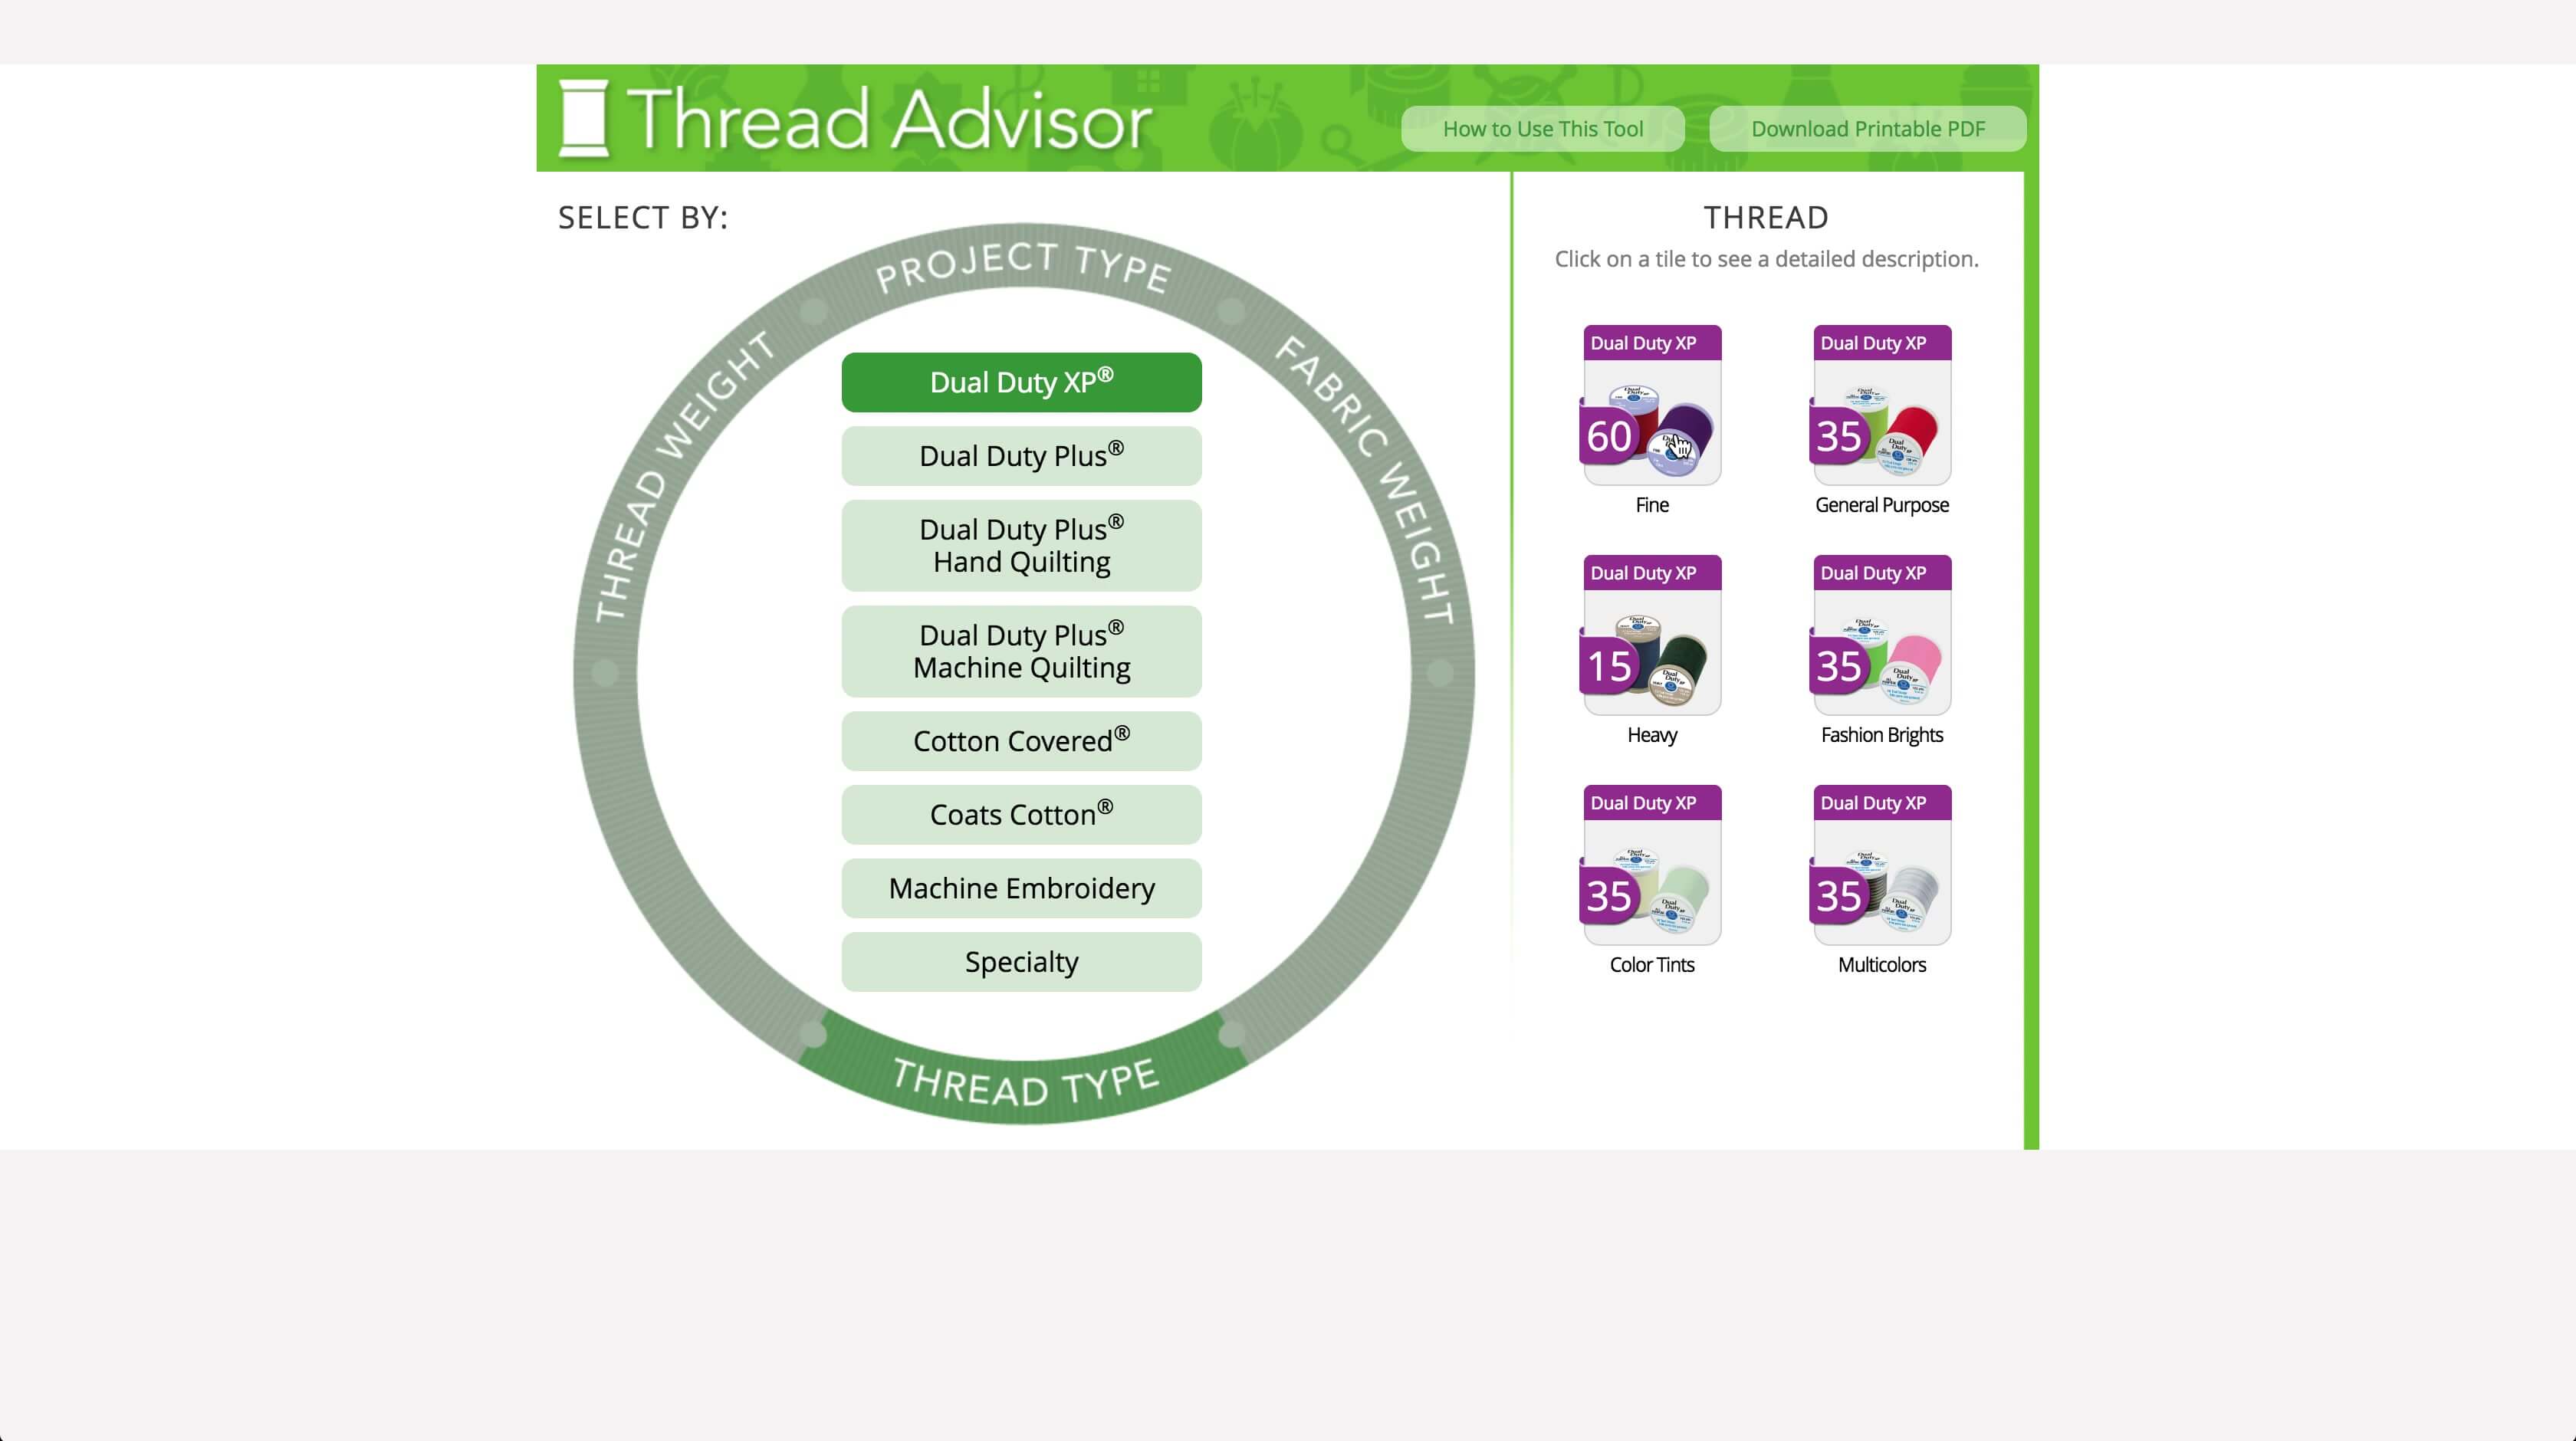 Thread Advisor
How to Use This Tool
Download Printable PDF
SELECT BY:
PROJECT TYPE
THREAD WEIGHT
FABRIC WEIGHT
Dual Duty XP®
Dual Duty Plus®
Dual Duty Plus®
Hand Quilting
Dual Duty Plus®
Machine Quilting
Cotton Covered®
Coats Cotton®
Machine Embroidery
Specialty
THREAD TYPE
THREAD
Click on a tile to see a detailed description.
Dual Duty XP
60
Fine
Dual Duty XP
35
General Purpose
Dual Duty XP
15
Heavy
Dual Duty XP
35
Fashion Brights
Dual Duty XP
35
Color Tints
Dual Duty XP
35
Multicolors